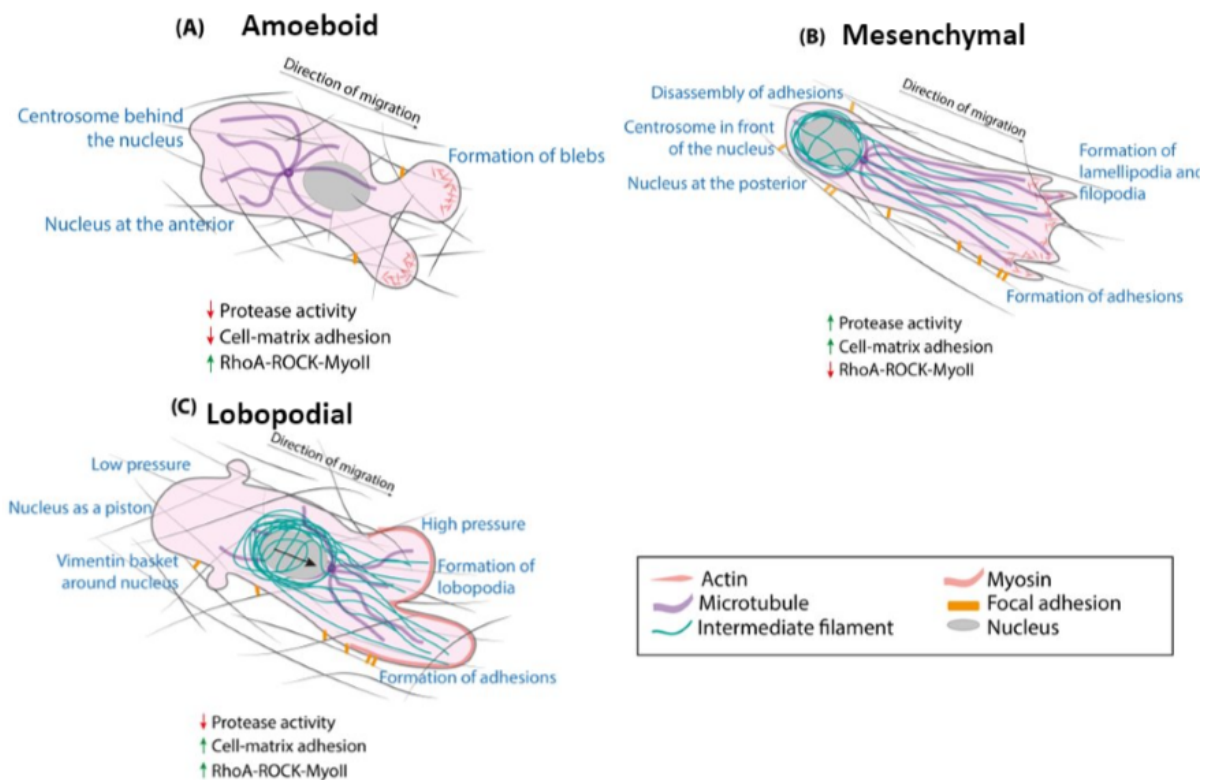 (A) Amoeboid
Direction of migration
Centrosome behind
the nucleus
Formation of blebs
Nucleus at the anterior
↓ Protease activity
↓ Cell-matrix adhesion
↑ RhoA-ROCK-MyoII
(B) Mesenchymal
Disassembly of adhesions
Direction of migration
Centrosome in front
of the nucleus
Formation of
lamellipodia and
filopodia
Nucleus at the posterior
Formation of adhesions
↑ Protease activity
↑ Cell-matrix adhesion
↓ RhoA-ROCK-MyoII
(C) Lobopodial
Direction of migration
Low pressure
Nucleus as a piston
High pressure
Vimentin basket
around nucleus
Formation of
lobopodia
Formation of adhesions
↓ Protease activity
↑ Cell-matrix adhesion
↑ RhoA-ROCK-MyoII
Actin
Microtubule
Intermediate filament
Myosin
Focal adhesion
Nucleus